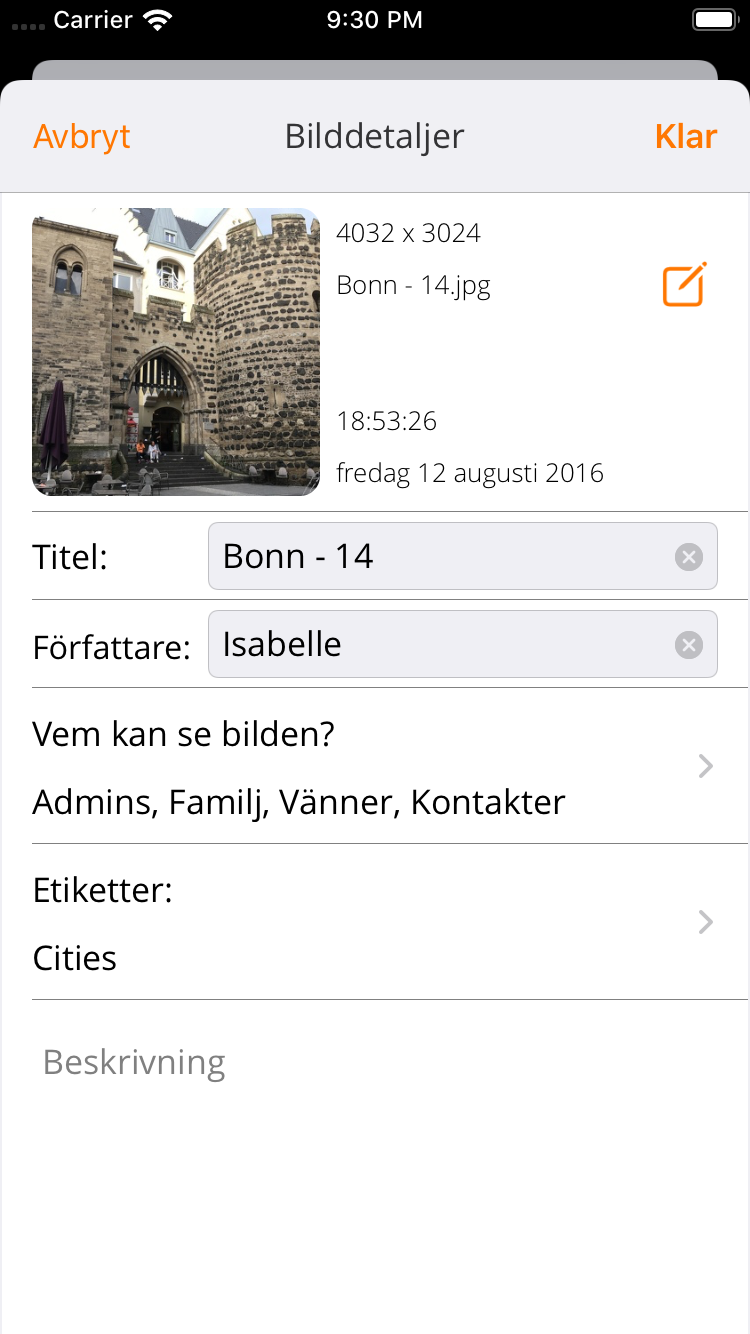 Carrier 9:30 PM
Avbryt Bilddetaljer Klar
4032 x 3024
Bonn - 14.jpg
18:53:26
fredag 12 augusti 2016
Titel: Bonn - 14
Författare: Isabelle
Vem kan se bilden?
Admins, Familj, Vänner, Kontakter
Etiketter:
Cities
Beskrivning